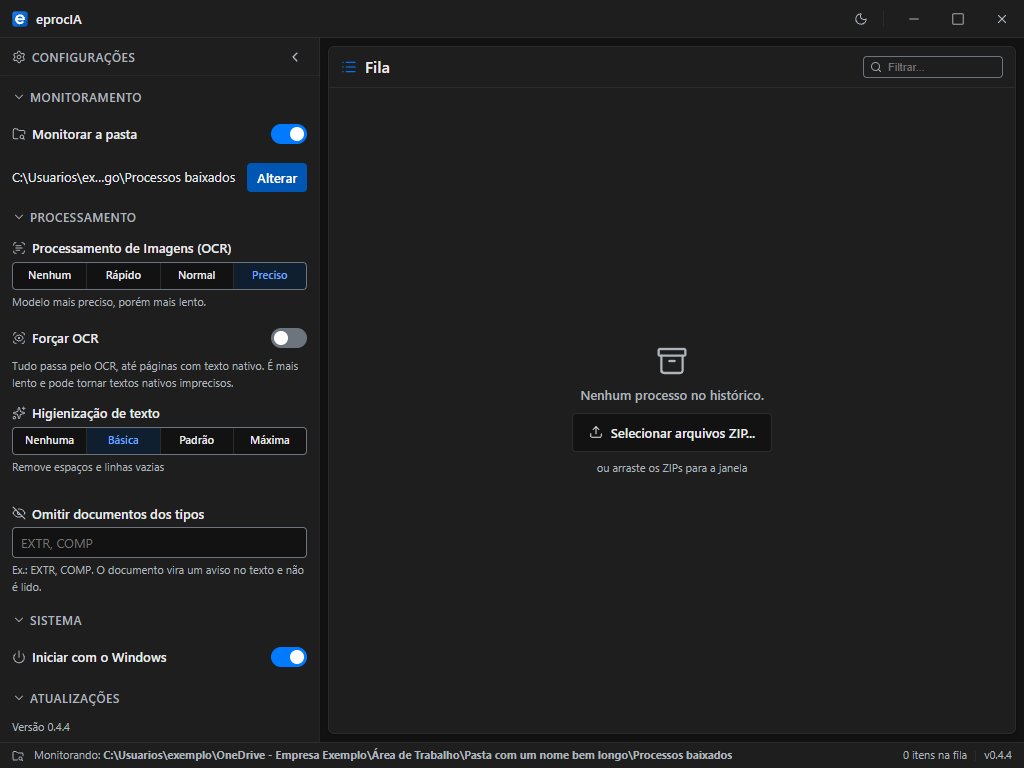 eprocIA
CONFIGURAÇÕES
MONITORAMENTO
Monitorar a pasta
C:\Usuarios\ex...go\Processos baixados
Alterar
PROCESSAMENTO
Processamento de Imagens (OCR)
Nenhum Rápido Normal Preciso
Modelo mais preciso, porém mais lento.
Forçar OCR
Tudo passa pelo OCR, até páginas com texto nativo. É mais
lento e pode tornar textos nativos imprecisos.
Higienização de texto
Nenhuma Básica Padrão Máxima
Remove espaços e linhas vazias
Omitir documentos dos tipos
EXTR, COMP
Ex.: EXTR, COMP. O documento vira um aviso no texto e não
é lido.
SISTEMA
Iniciar com o Windows
ATUALIZAÇÕES
Versão 0.4.4
Fila
Filtrar...
Nenhum processo no histórico.
Selecionar arquivos ZIP...
ou arraste os ZIPs para a janela
Monitorando: C:\Usuarios\exemplo\OneDrive - Empresa Exemplo\Área de Trabalho\Pasta com um nome bem longo\Processos baixados
0 itens na fila
v0.4.4